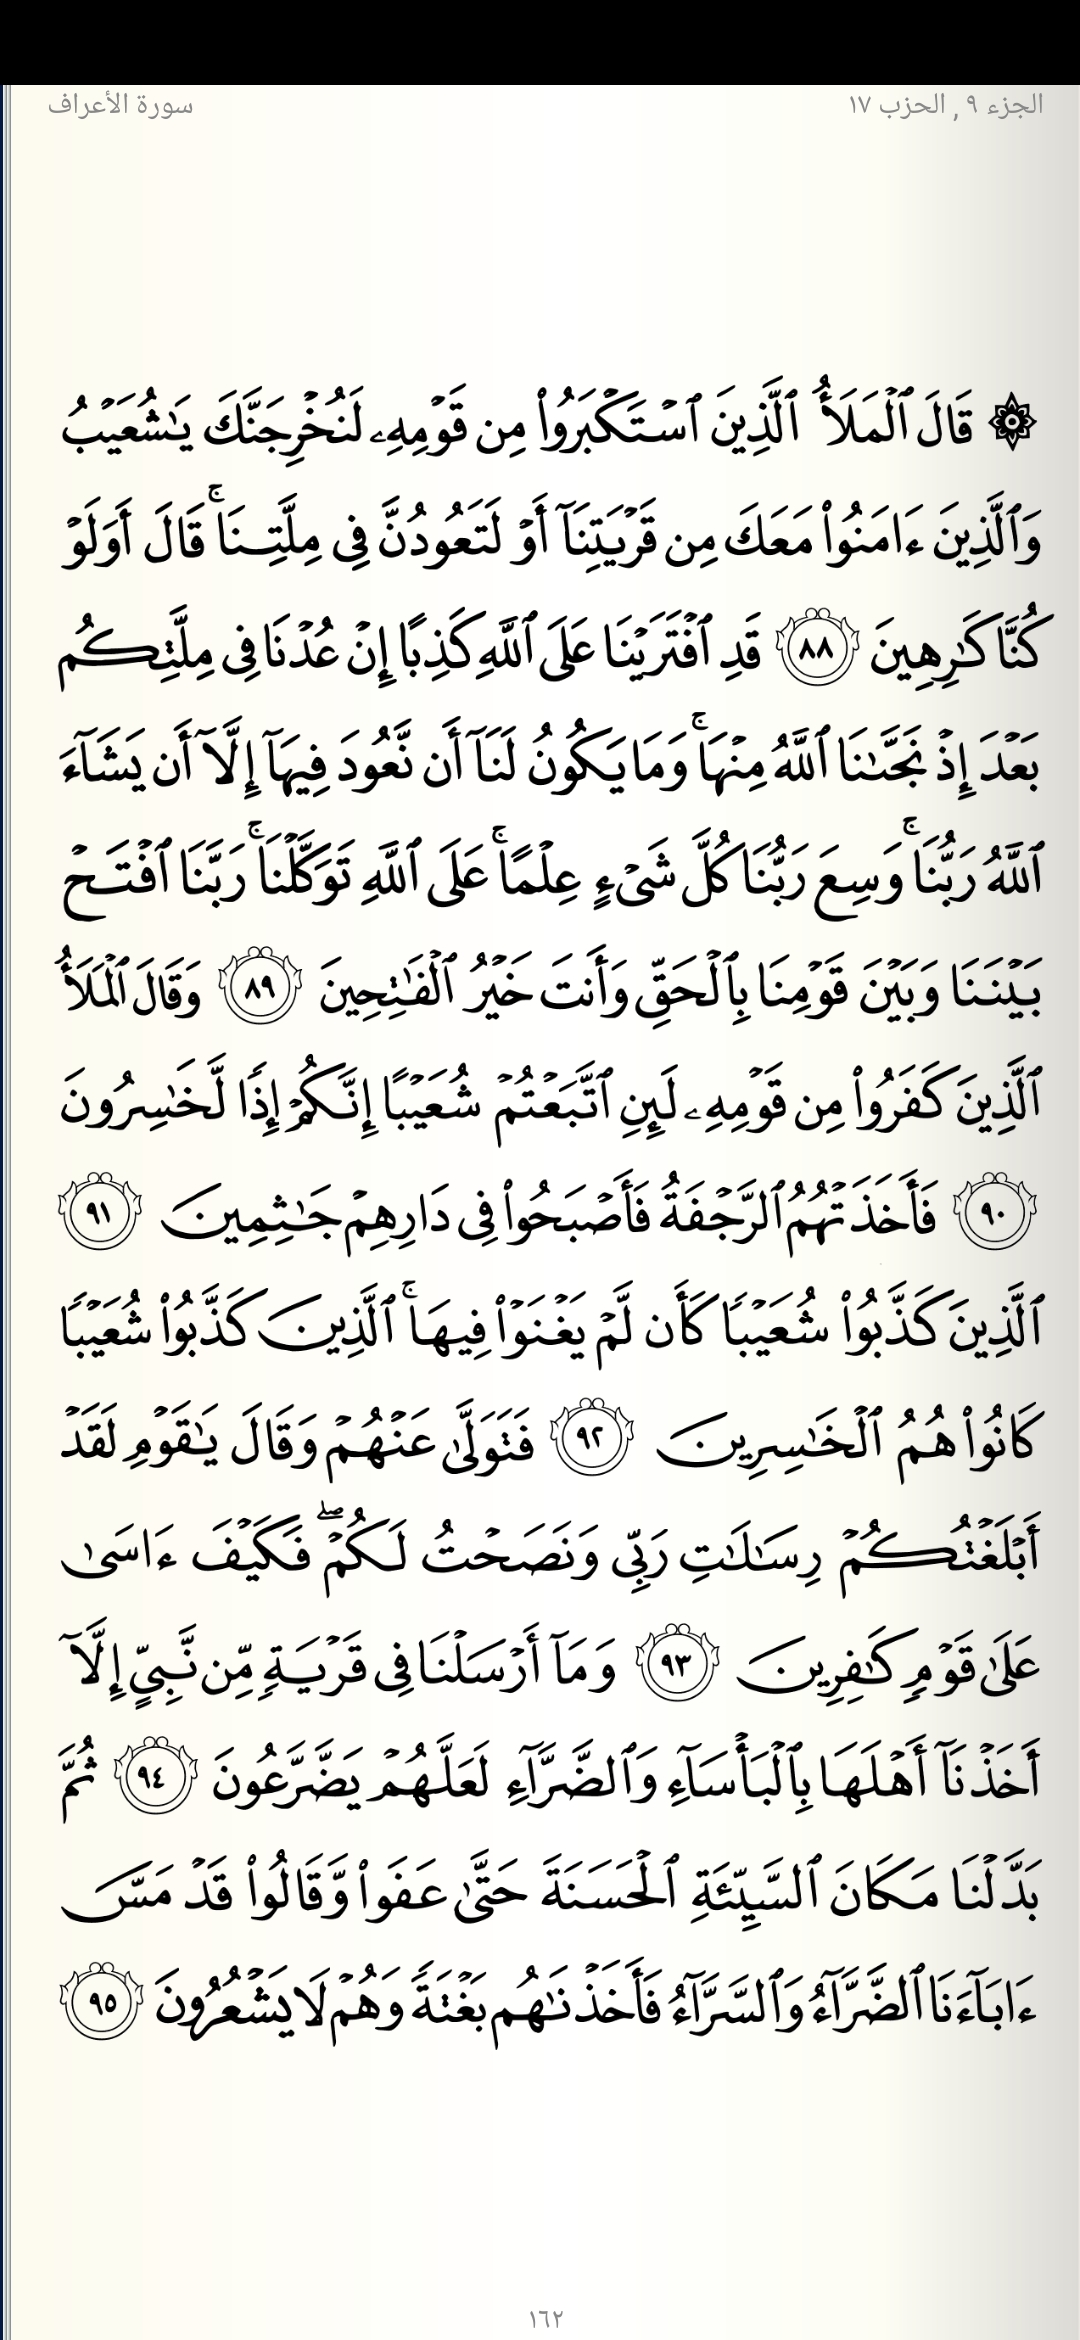 الجزء ٩, الحزب ١٧
سورة الأعراف
۞ قَالَ ٱلۡمَلَأُ ٱلَّذِينَ ٱسۡتَكۡبَرُواْ مِن قَوۡمِهِۦ لَنُخۡرِجَنَّكَ يَٰشُعَيۡبُ
وَٱلَّذِينَ ءَامَنُواْ مَعَكَ مِن قَرۡيَتِنَآ أَوۡ لَتَعُودُنَّ فِي مِلَّتِنَاۚ قَالَ أَوَلَوۡ
كُنَّا كَٰرِهِينَ ٨٨ قَدِ ٱفۡتَرَيۡنَا عَلَى ٱللَّهِ كَذِبًا إِنۡ عُدۡنَا فِي مِلَّتِكُم
بَعۡدَ إِذۡ نَجَّىٰنَا ٱللَّهُ مِنۡهَاۚ وَمَا يَكُونُ لَنَآ أَن نَّعُودَ فِيهَآ إِلَّآ أَن يَشَآءَ
ٱللَّهُ رَبُّنَاۚ وَسِعَ رَبُّنَا كُلَّ شَيۡءٍ عِلۡمًاۚ عَلَى ٱللَّهِ تَوَكَّلۡنَاۚ رَبَّنَا ٱفۡتَحۡ
بَيۡنَنَا وَبَيۡنَ قَوۡمِنَا بِٱلۡحَقِّ وَأَنتَ خَيۡرُ ٱلۡفَٰتِحِينَ ٨٩ وَقَالَ ٱلۡمَلَأُ
ٱلَّذِينَ كَفَرُواْ مِن قَوۡمِهِۦ لَئِنِ ٱتَّبَعۡتُمۡ شُعَيۡبًا إِنَّكُمۡ إِذٗا لَّخَٰسِرُونَ
٩٠ فَأَخَذَتۡهُمُ ٱلرَّجۡفَةُ فَأَصۡبَحُواْ فِي دَارِهِمۡ جَٰثِمِينَ ٩١
ٱلَّذِينَ كَذَّبُواْ شُعَيۡبٗا كَأَن لَّمۡ يَغۡنَوۡاْ فِيهَاۚ ٱلَّذِينَ كَذَّبُواْ شُعَيۡبٗا
كَانُواْ هُمُ ٱلۡخَٰسِرِينَ ٩٢ فَتَوَلَّىٰ عَنۡهُمۡ وَقَالَ يَٰقَوۡمِ لَقَدۡ
أَبۡلَغۡتُكُمۡ رِسَٰلَٰتِ رَبِّي وَنَصَحۡتُ لَكُمۡۖ فَكَيۡفَ ءَاسَىٰ
عَلَىٰ قَوۡمٖ كَٰفِرِينَ ٩٣ وَمَآ أَرۡسَلۡنَا فِي قَرۡيَةٖ مِّن نَّبِيٍّ إِلَّآ
أَخَذۡنَآ أَهۡلَهَا بِٱلۡبَأۡسَآءِ وَٱلضَّرَّآءِ لَعَلَّهُمۡ يَضَّرَّعُونَ ٩٤ ثُمَّ
بَدَّلۡنَا مَكَانَ ٱلسَّيِّئَةِ ٱلۡحَسَنَةَ حَتَّىٰ عَفَواْ وَّقَالُواْ قَدۡ مَسَّ
ءَابَآءَنَا ٱلضَّرَّآءُ وَٱلسَّرَّآءُ فَأَخَذۡنَٰهُم بَغۡتَةٗ وَهُمۡ لَا يَشۡعُرُونَ ٩٥
١٦٢